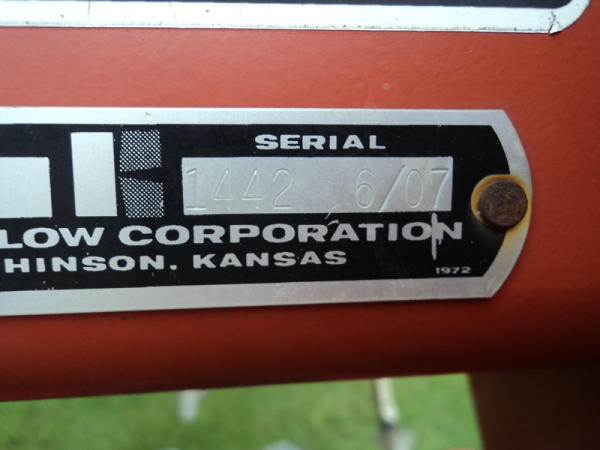 SERIAL
1442 6/07
LOW CORPORATION
HINSON, KANSAS
1972